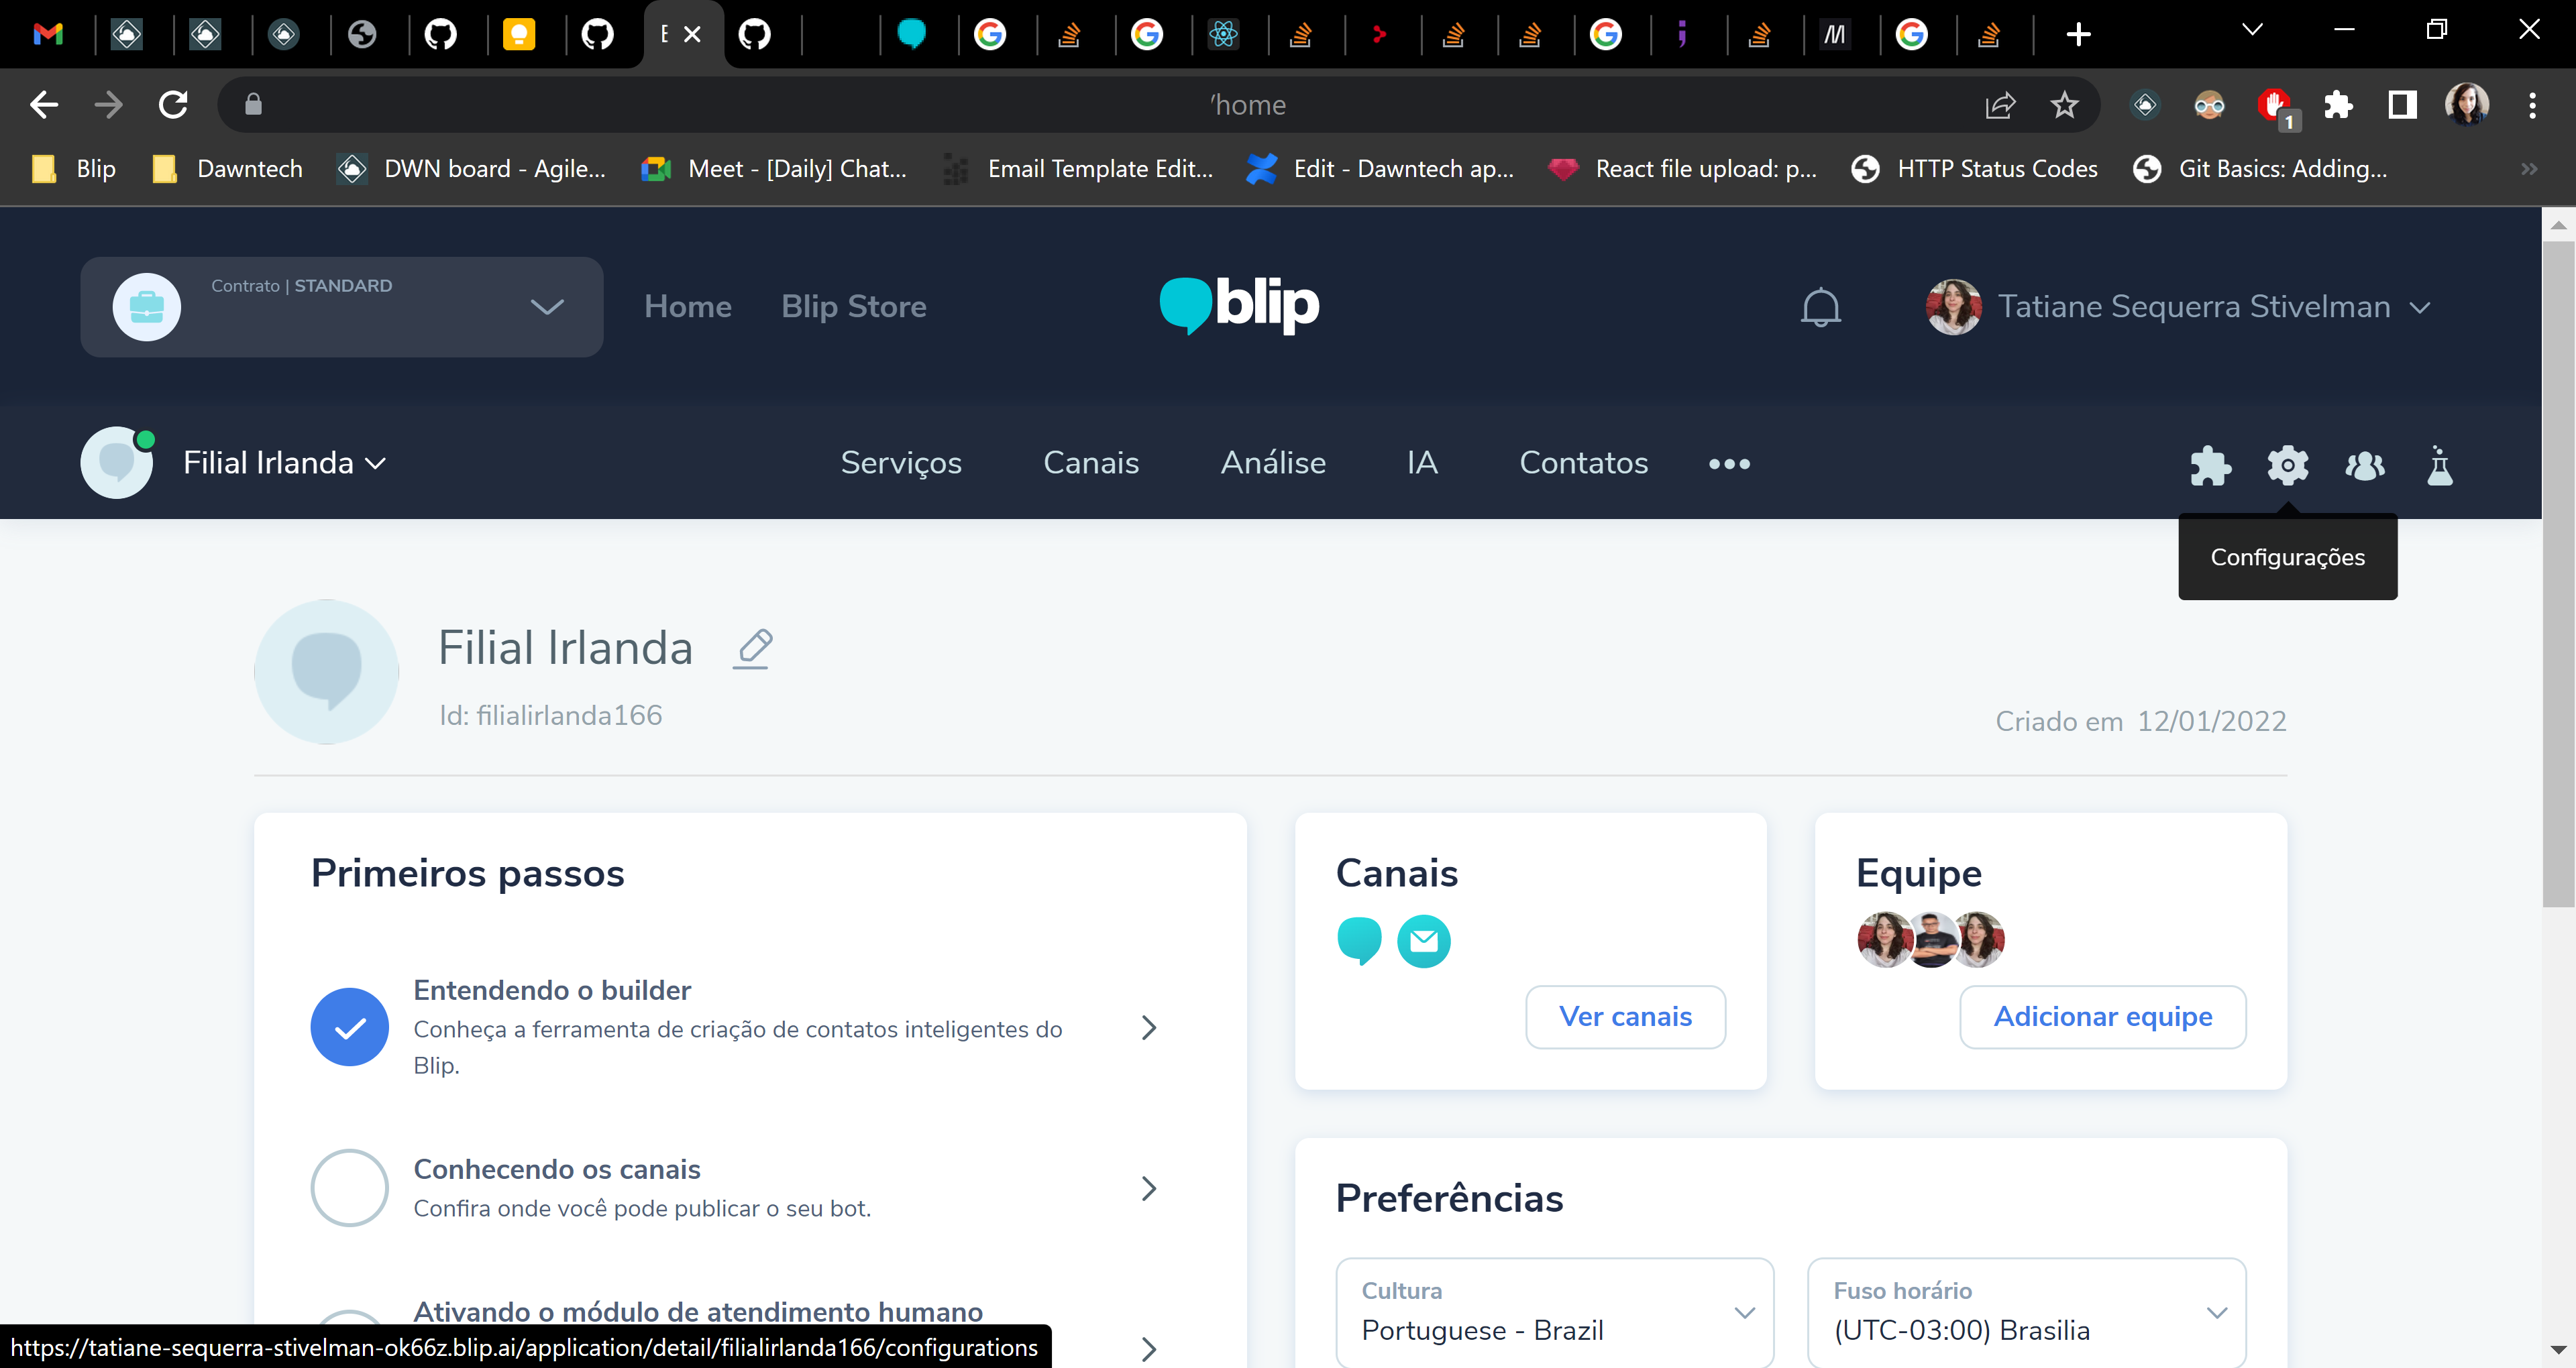 E
1
/home
Blip
Dawntech
DWN board - Agile...
Meet - [Daily] Chat...
Email Template Edit...
Edit - Dawntech ap...
React file upload: p...
HTTP Status Codes
Git Basics: Adding...
»
Contrato | STANDARD
Home
Blip Store
blip
Tatiane Sequerra Stivelman
Filial Irlanda
Serviços
Canais
Análise
IA
Contatos
Configurações
Filial Irlanda
Id: filialirlanda166
Criado em 12/01/2022
Primeiros passos
Entendendo o builder
Conheça a ferramenta de criação de contatos inteligentes do
Blip.
Conhecendo os canais
Confira onde você pode publicar o seu bot.
Ativando o módulo de atendimento humano
Canais
Ver canais
Equipe
Adicionar equipe
Preferências
Cultura
Portuguese - Brazil
Fuso horário
(UTC-03:00) Brasilia
https://tatiane-sequerra-stivelman-ok66z.blip.ai/application/detail/filialirlanda166/configurations